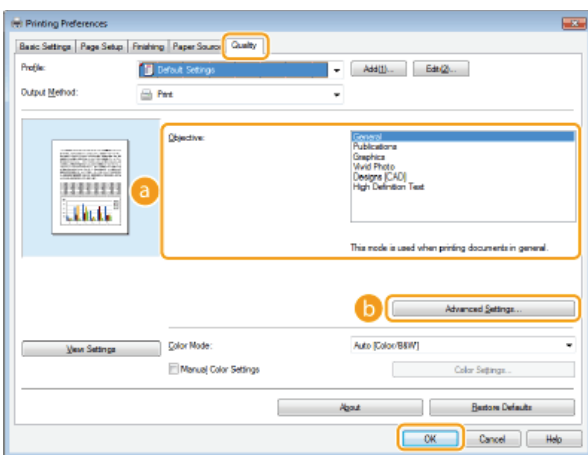 Printing Preferences
Basic Settings Page Setup Finishing Paper Source Quality
Profile: Default Settings Add(1)... Edit(2)...
Output Method: Print
a
Objective:
General
Publications
Graphics
Vivid Photo
Designs [CAD]
High Definition Text
This mode is used when printing documents in general.
b Advanced Settings...
View Settings Color Mode: Auto [Color/B&W]
Manual Color Settings Color Settings...
About Restore Defaults
OK Cancel Help